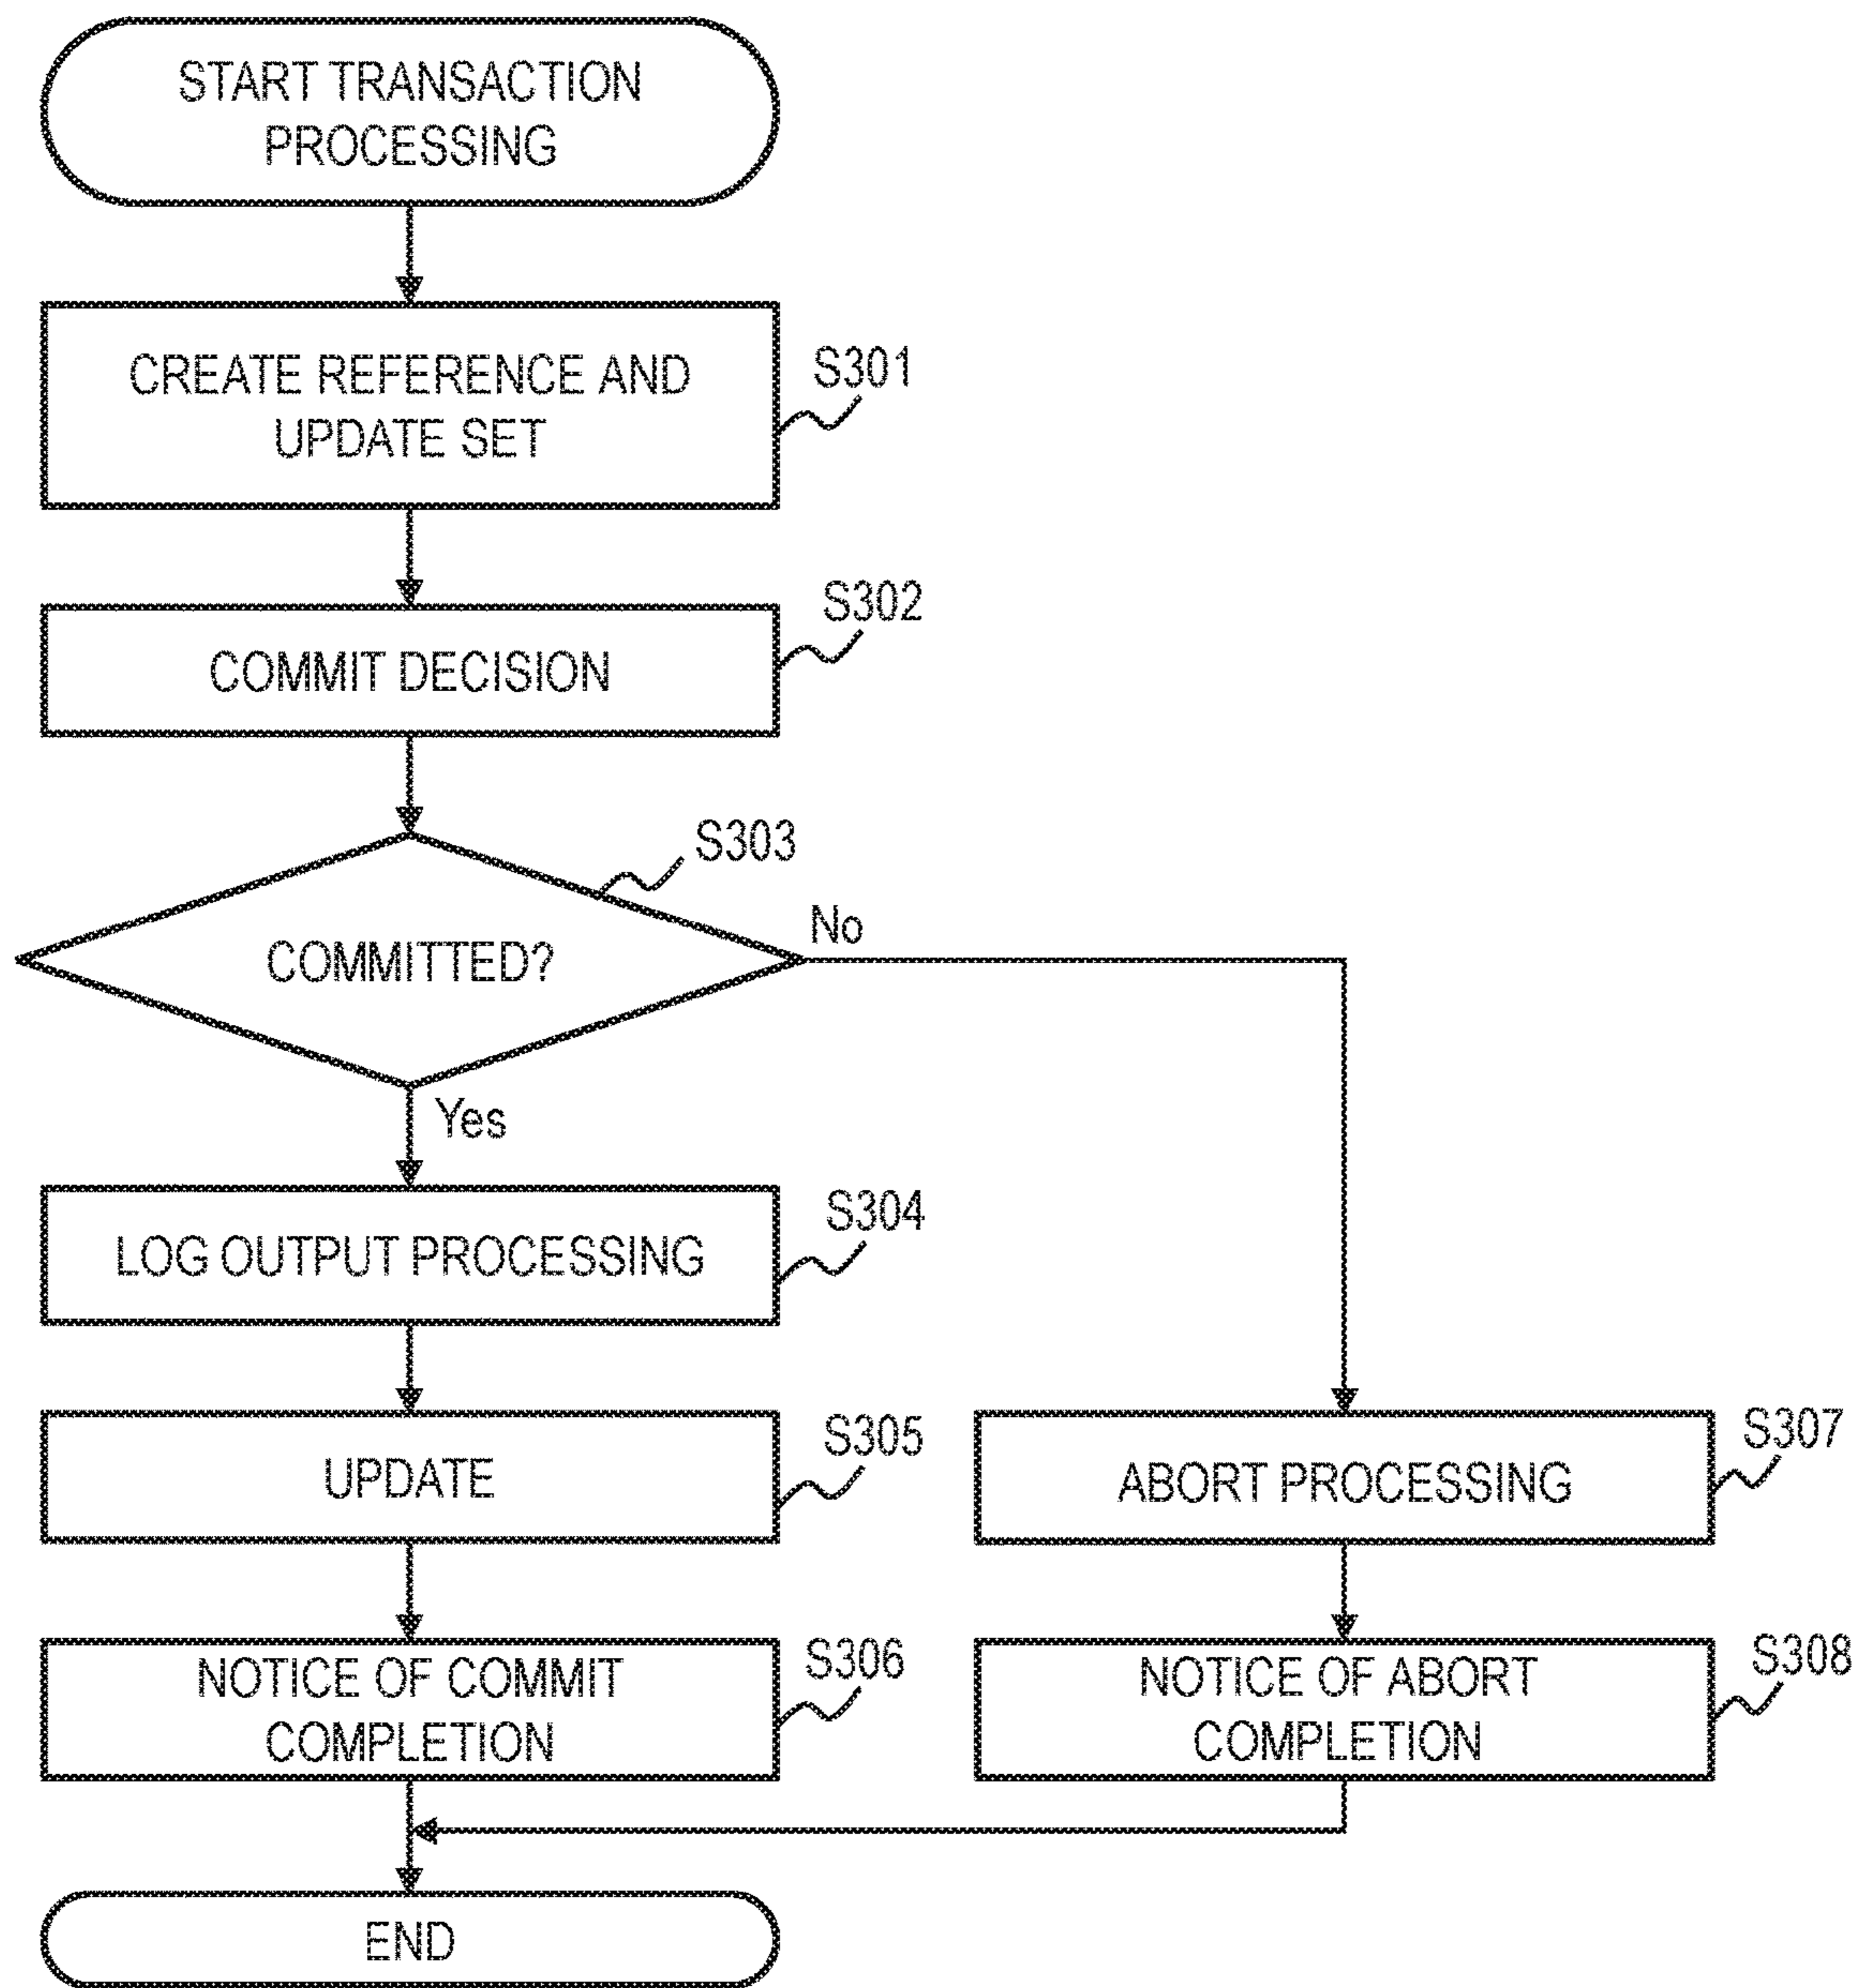 START TRANSACTION
PROCESSING
CREATE REFERENCE AND
UPDATE SET
S301
COMMIT DECISION
S302
COMMITTED?
S303
No
Yes
LOG OUTPUT PROCESSING
S304
UPDATE
S305
ABORT PROCESSING
S307
NOTICE OF COMMIT
COMPLETION
S306
NOTICE OF ABORT
COMPLETION
S308
END